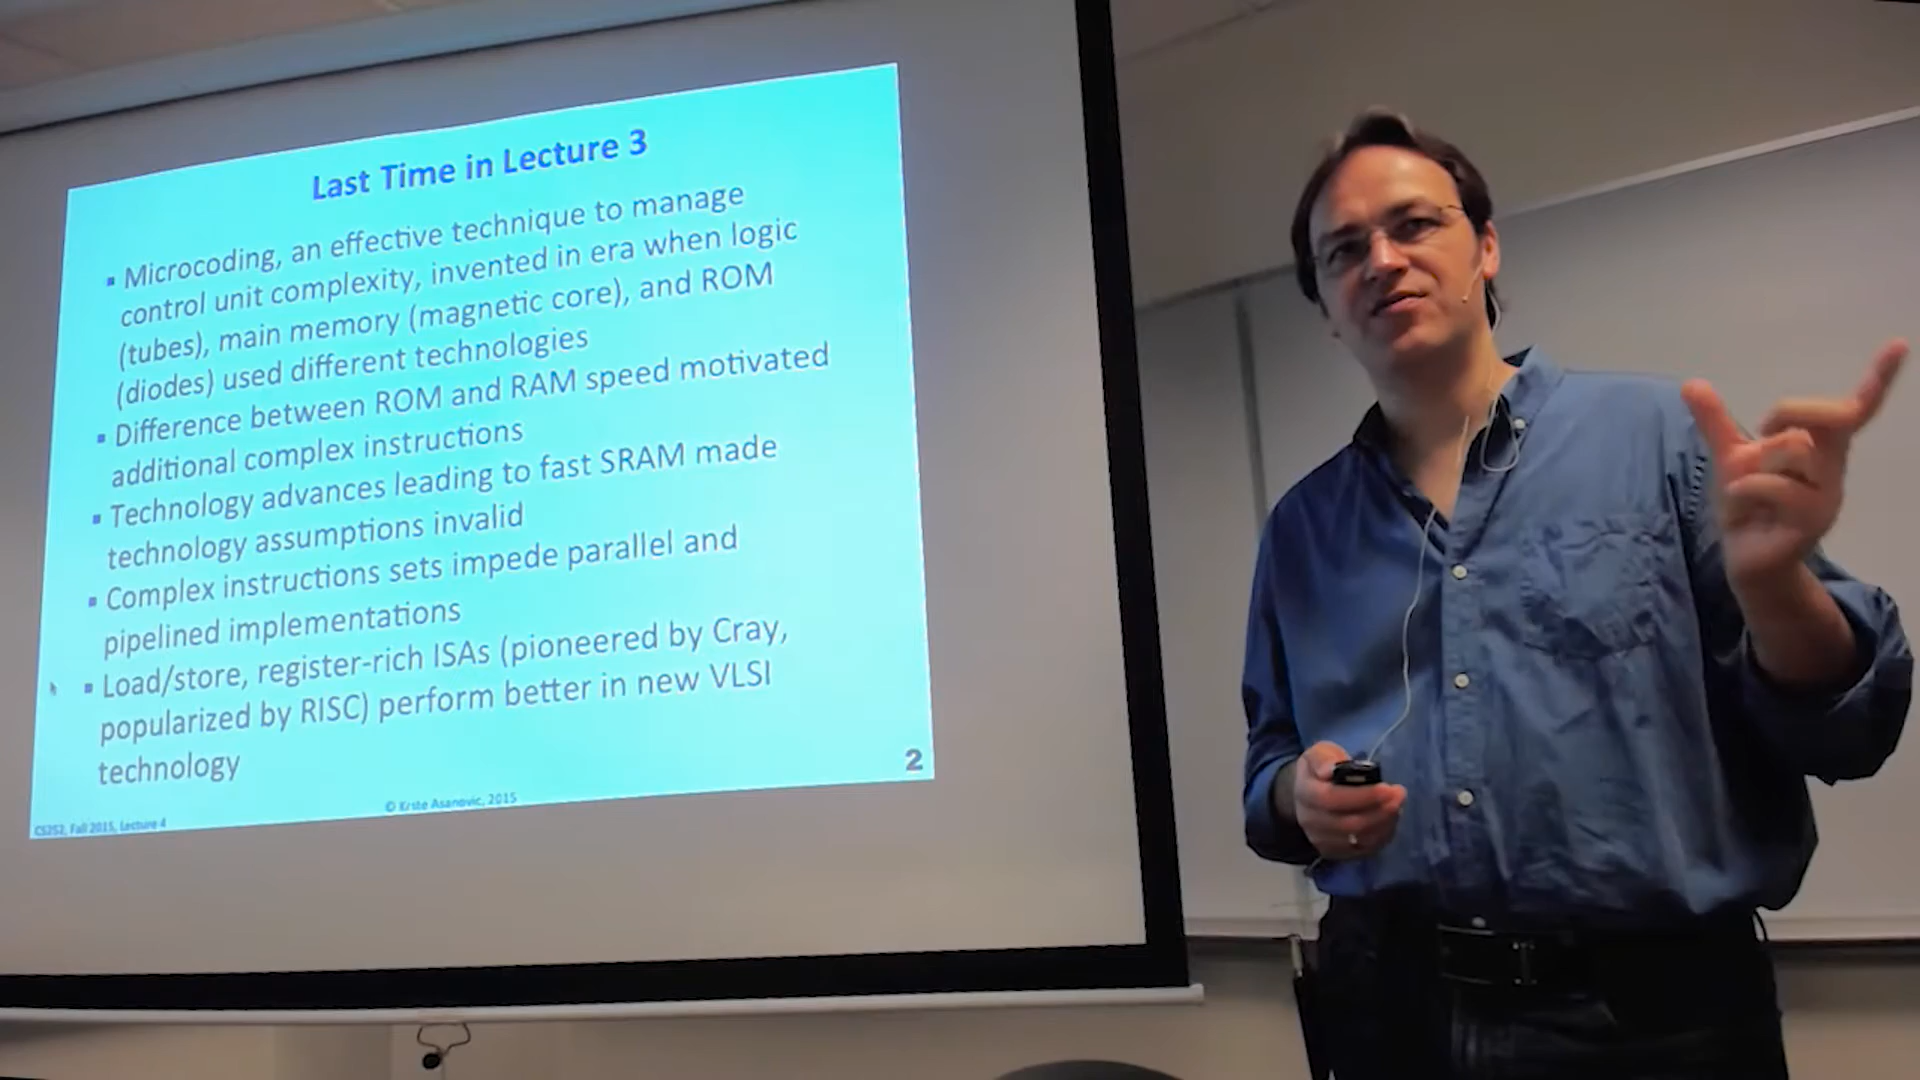 Last Time in Lecture 3
▪ Microcoding, an effective technique to manage
control unit complexity, invented in era when logic
(tubes), main memory (magnetic core), and ROM
(diodes) used different technologies
▪ Difference between ROM and RAM speed motivated
additional complex instructions
▪ Technology advances leading to fast SRAM made
technology assumptions invalid
▪ Complex instructions sets impede parallel and
pipelined implementations
▪ Load/store, register-rich ISAs (pioneered by Cray,
popularized by RISC) perform better in new VLSI
technology
2
© Krste Asanovic, 2015
CS252, Fall 2015, Lecture 4